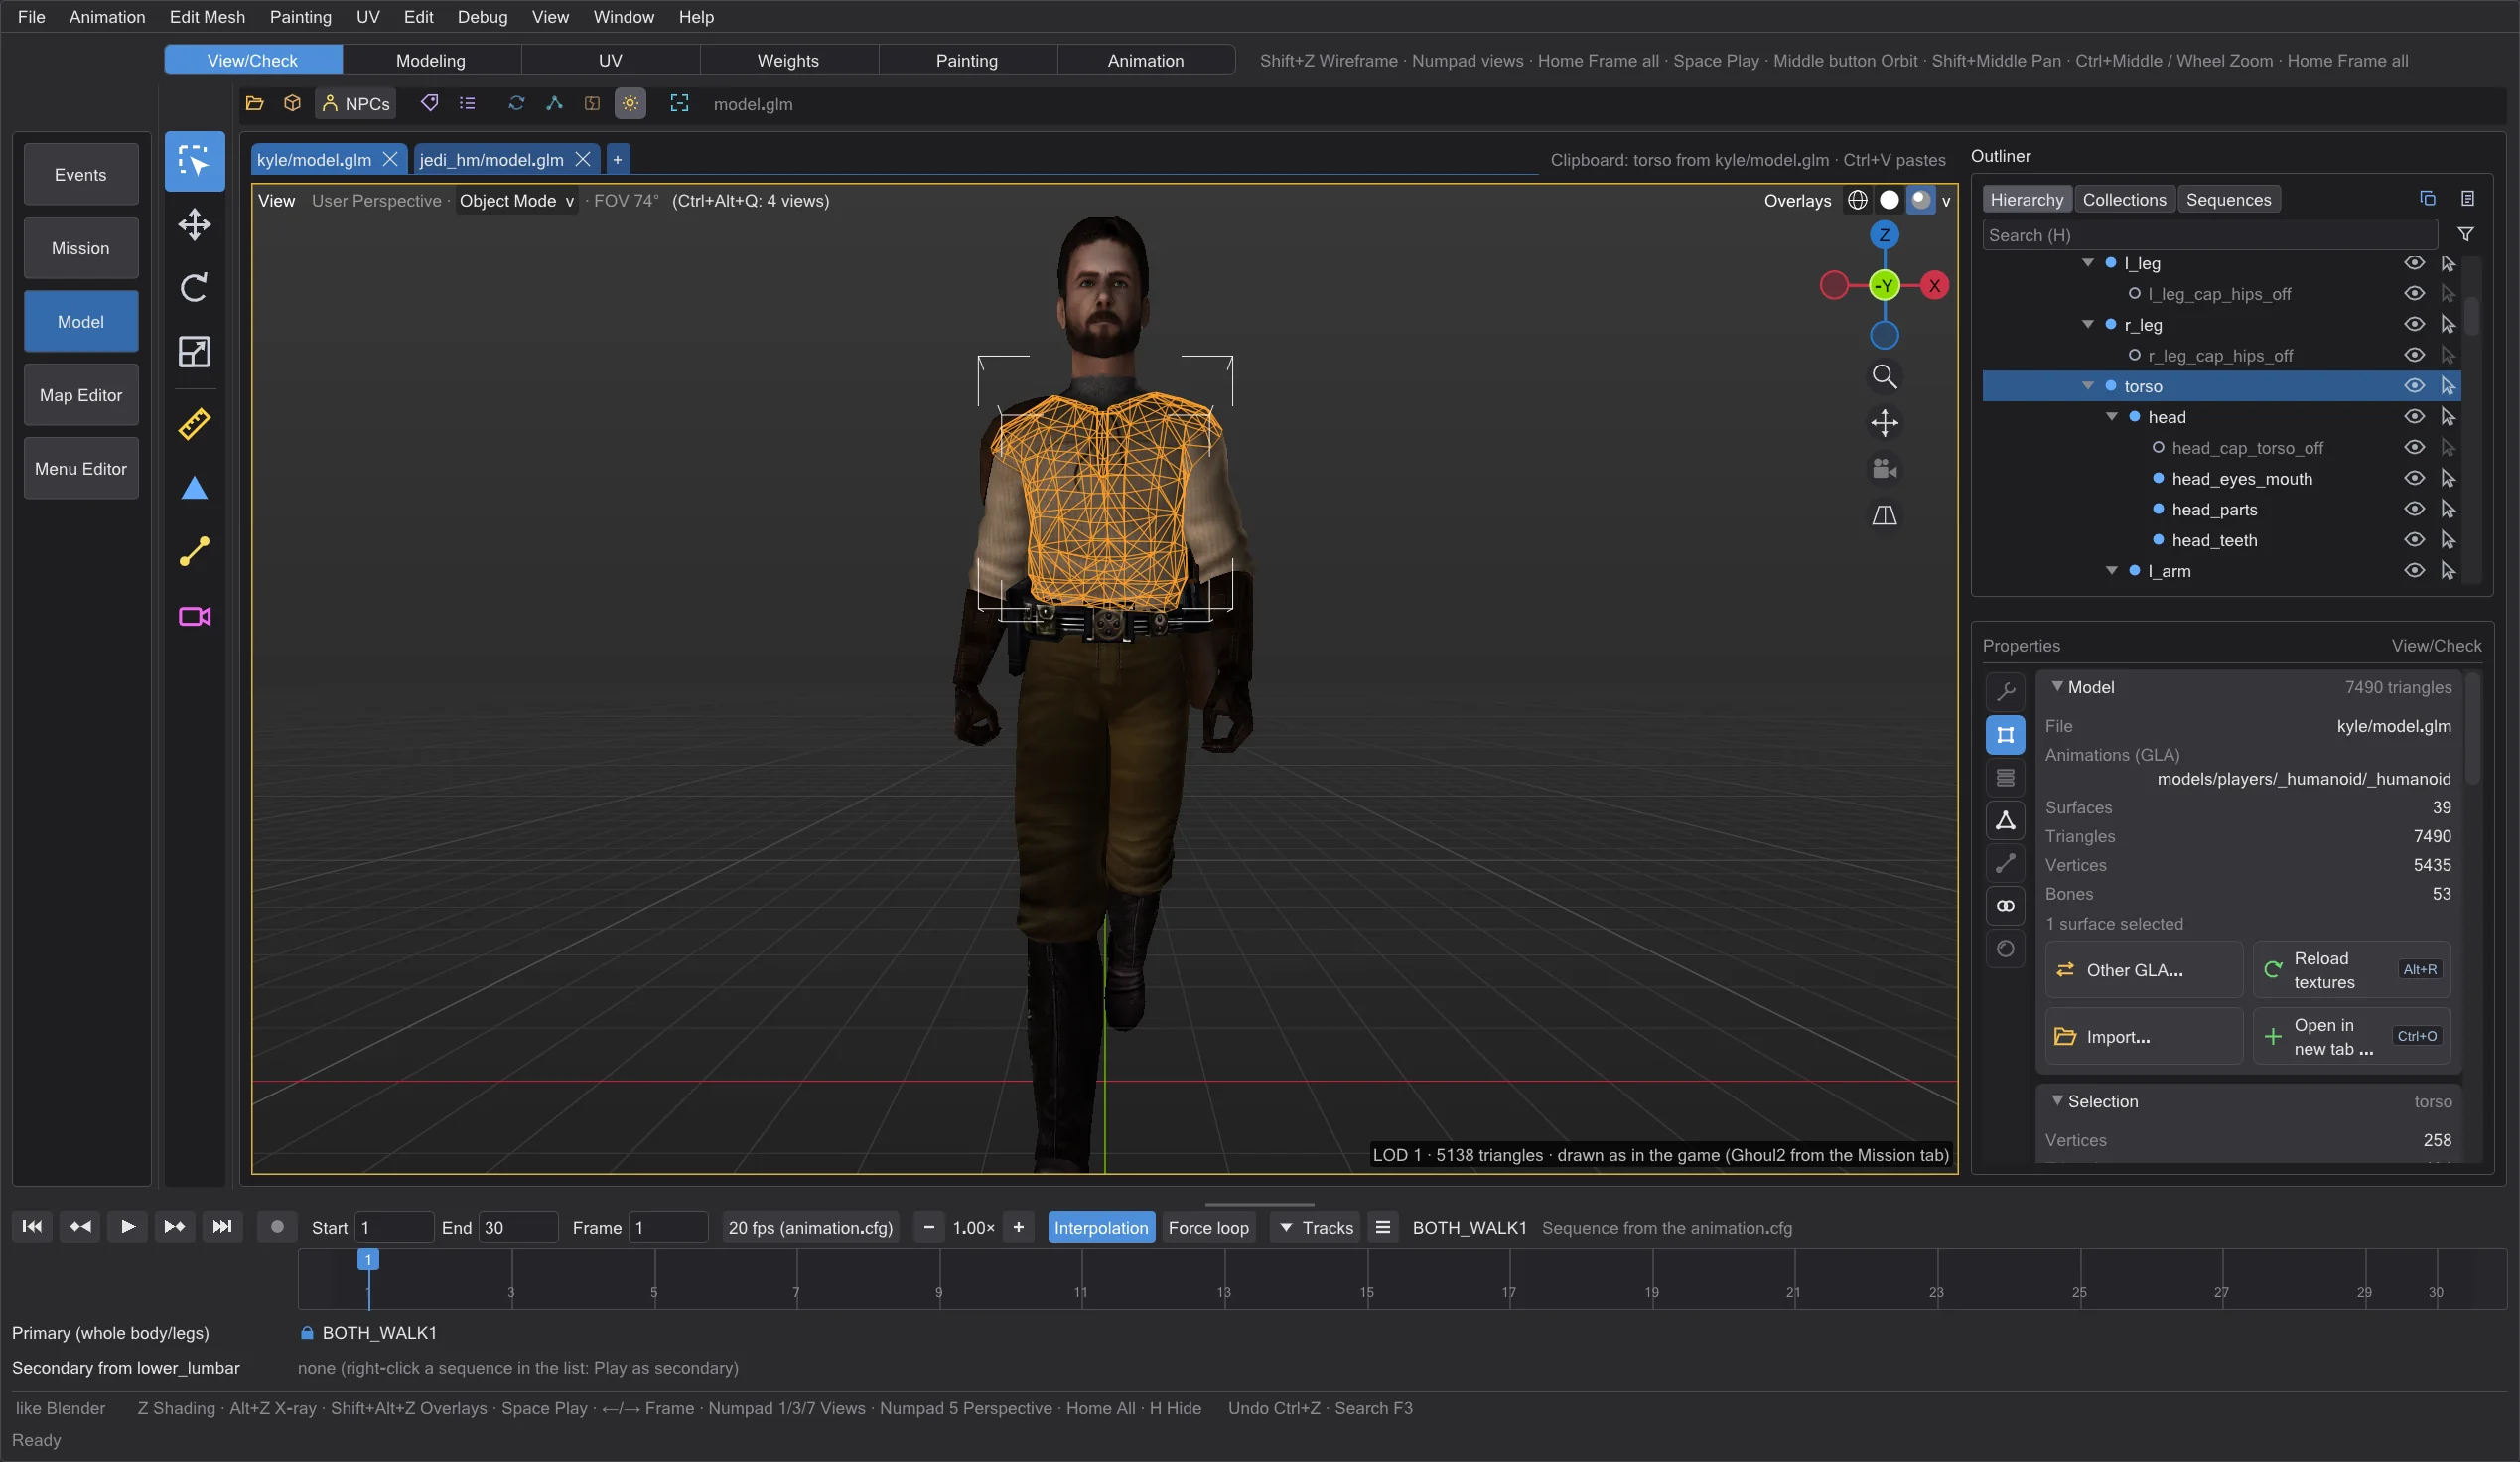 File Animation Edit Mesh Painting UV Edit Debug View Window Help
View/Check Modeling UV Weights Painting Animation Shift+Z Wireframe · Numpad views · Home Frame all · Space Play · Middle button Orbit · Shift+Middle Pan · Ctrl+Middle / Wheel Zoom · Home Frame all
NPCs model.glm
Events
Mission
Model
Map Editor
Menu Editor
kyle/model.glm jedi_hm/model.glm + Clipboard: torso from kyle/model.glm · Ctrl+V pastes
View User Perspective · Object Mode v · FOV 74° (Ctrl+Alt+Q: 4 views) Overlays v
Z
-Y X
LOD 1 · 5138 triangles · drawn as in the game (Ghoul2 from the Mission tab)
Outliner
Hierarchy Collections Sequences
Search (H)
l_leg
l_leg_cap_hips_off
r_leg
r_leg_cap_hips_off
torso
head
head_cap_torso_off
head_eyes_mouth
head_parts
head_teeth
l_arm
Properties View/Check
Model 7490 triangles
File kyle/model.glm
Animations (GLA)
models/players/_humanoid/_humanoid
Surfaces 39
Triangles 7490
Vertices 5435
Bones 53
1 surface selected
Other GLA... Reload textures Alt+R
Import... Open in new tab ... Ctrl+O
Selection torso
Vertices 258
Start 1 End 30 Frame 1 20 fps (animation.cfg) − 1.00× + Interpolation Force loop Tracks BOTH_WALK1 Sequence from the animation.cfg
1
1 3 5 7 9 11 13 15 17 19 21 23 25 27 29 30
Primary (whole body/legs) BOTH_WALK1
Secondary from lower_lumbar none (right-click a sequence in the list: Play as secondary)
like Blender Z Shading · Alt+Z X-ray · Shift+Alt+Z Overlays · Space Play · ←/→ Frame · Numpad 1/3/7 Views · Numpad 5 Perspective · Home All · H Hide Undo Ctrl+Z · Search F3
Ready